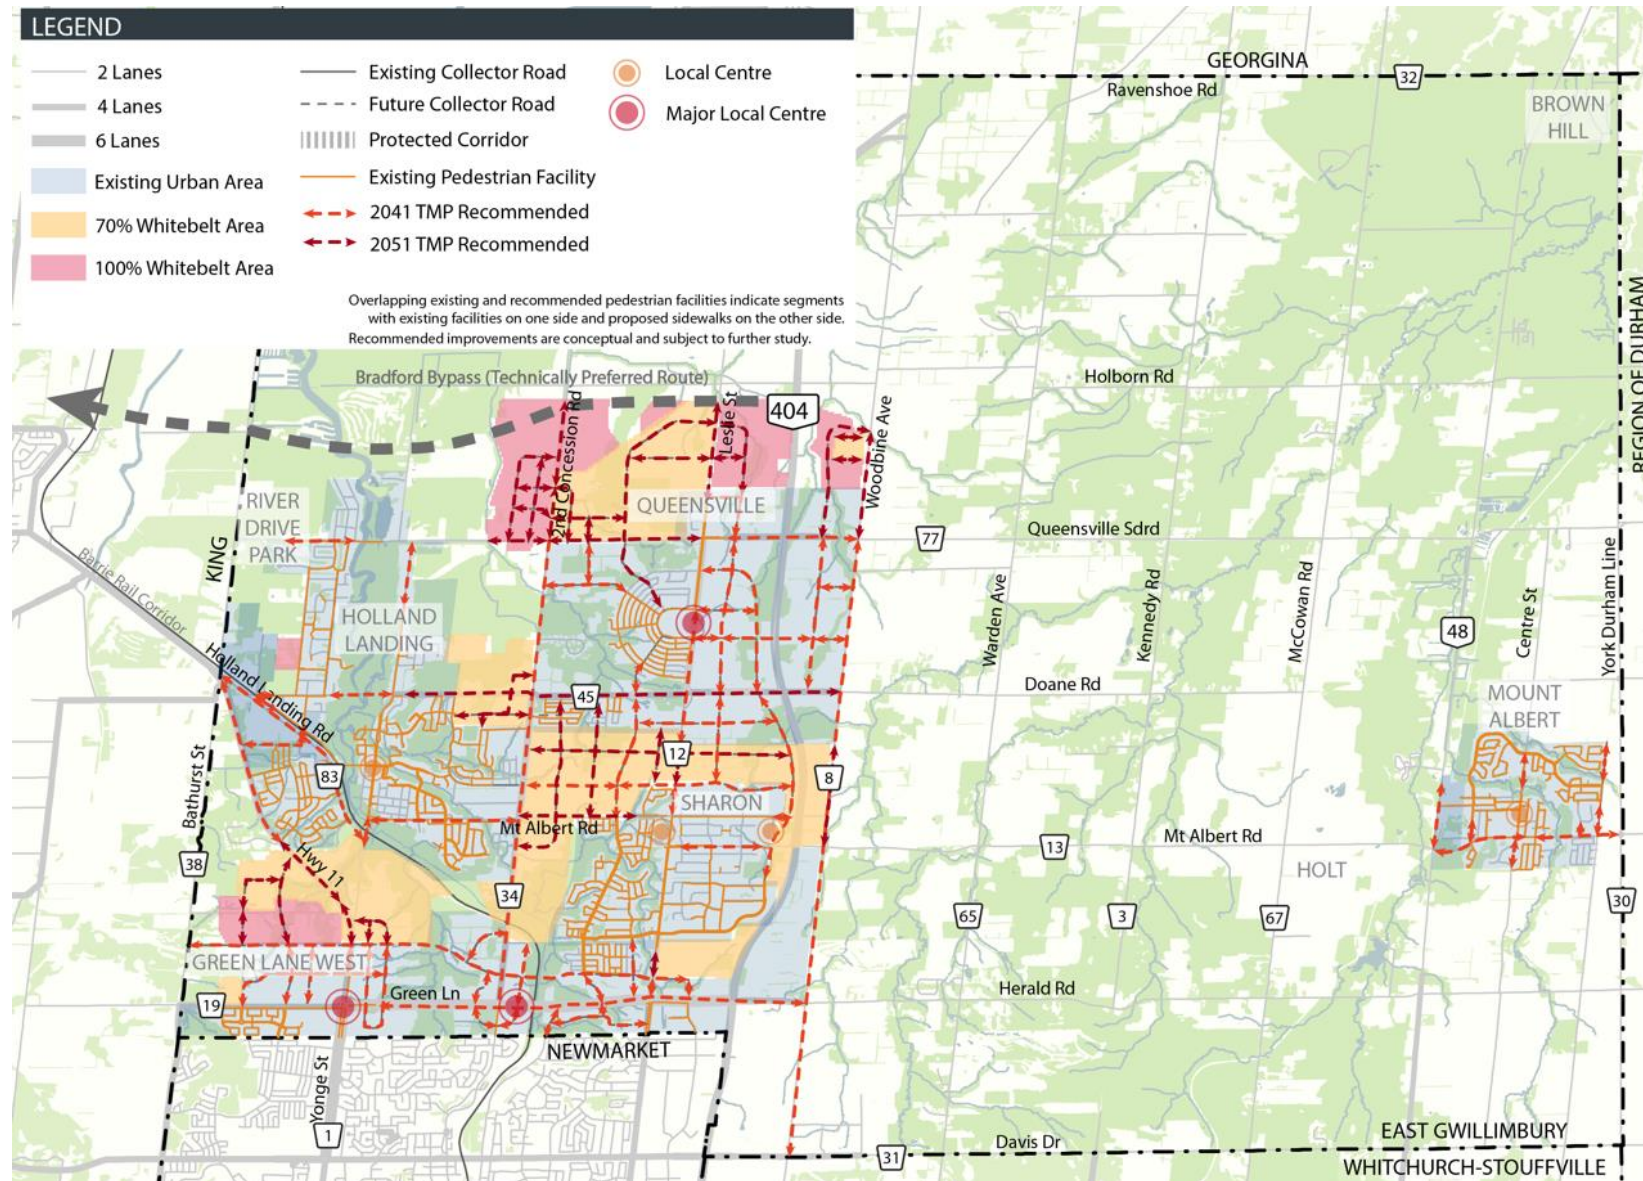 LEGEND
2 Lanes
4 Lanes
6 Lanes
Existing Urban Area
70% Whitebelt Area
100% Whitebelt Area
Existing Collector Road
Future Collector Road
Protected Corridor
Existing Pedestrian Facility
2041 TMP Recommended
2051 TMP Recommended
Local Centre
Major Local Centre
Overlapping existing and recommended pedestrian facilities indicate segments
with existing facilities on one side and proposed sidewalks on the other side.
Recommended improvements are conceptual and subject to further study.
GEORGINA
32
Ravenshoe Rd
BROWN
HILL
REGION OF DURHAM
Bradford Bypass (Technically Preferred Route)
Holborn Rd
404
2nd Concession Rd
Leslie St
Woodbine Ave
RIVER
DRIVE
PARK
QUEENSVILLE
KING
77
Queensville Sdrd
Barrie Rail Corridor
HOLLAND
LANDING
Warden Ave
Kennedy Rd
McCowan Rd
48
Centre St
York Durham Line
Holland Landing Rd
45
Doane Rd
MOUNT
ALBERT
Bathurst St
83
12
8
SHARON
Mt Albert Rd
13
Mt Albert Rd
38
Hwy 11
HOLT
34
65
3
67
30
GREEN LANE WEST
19
Green Ln
Herald Rd
NEWMARKET
Yonge St
1
31
Davis Dr
EAST GWILLIMBURY
WHITCHURCH-STOUFFVILLE